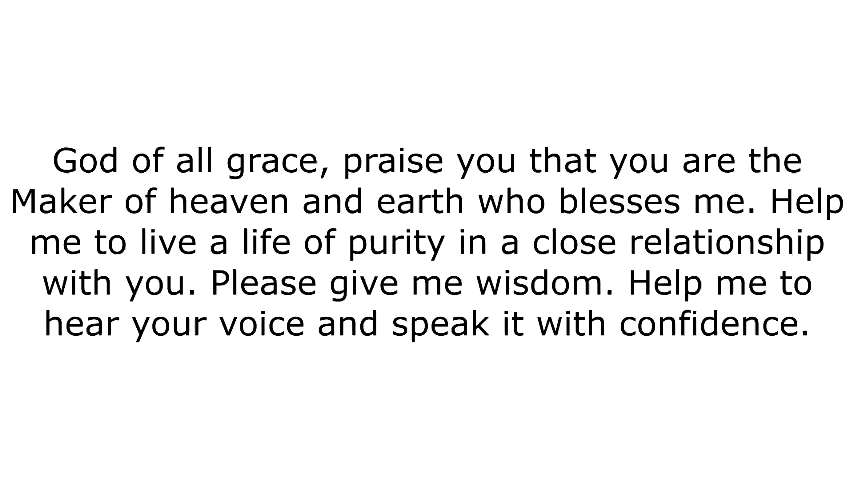 God of all grace, praise you that you are the
Maker of heaven and earth who blesses me. Help
me to live a life of purity in a close relationship
with you. Please give me wisdom. Help me to
hear your voice and speak it with confidence.